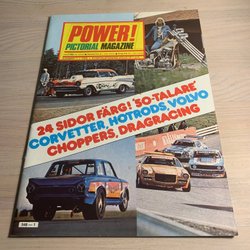 POWER!
PICTORIAL MAGAZINE
24 SIDOR FÄRG! '50-TALARE
CORVETTER, HOTRODS, VOLVO
CHOPPERS, DRAGRACING